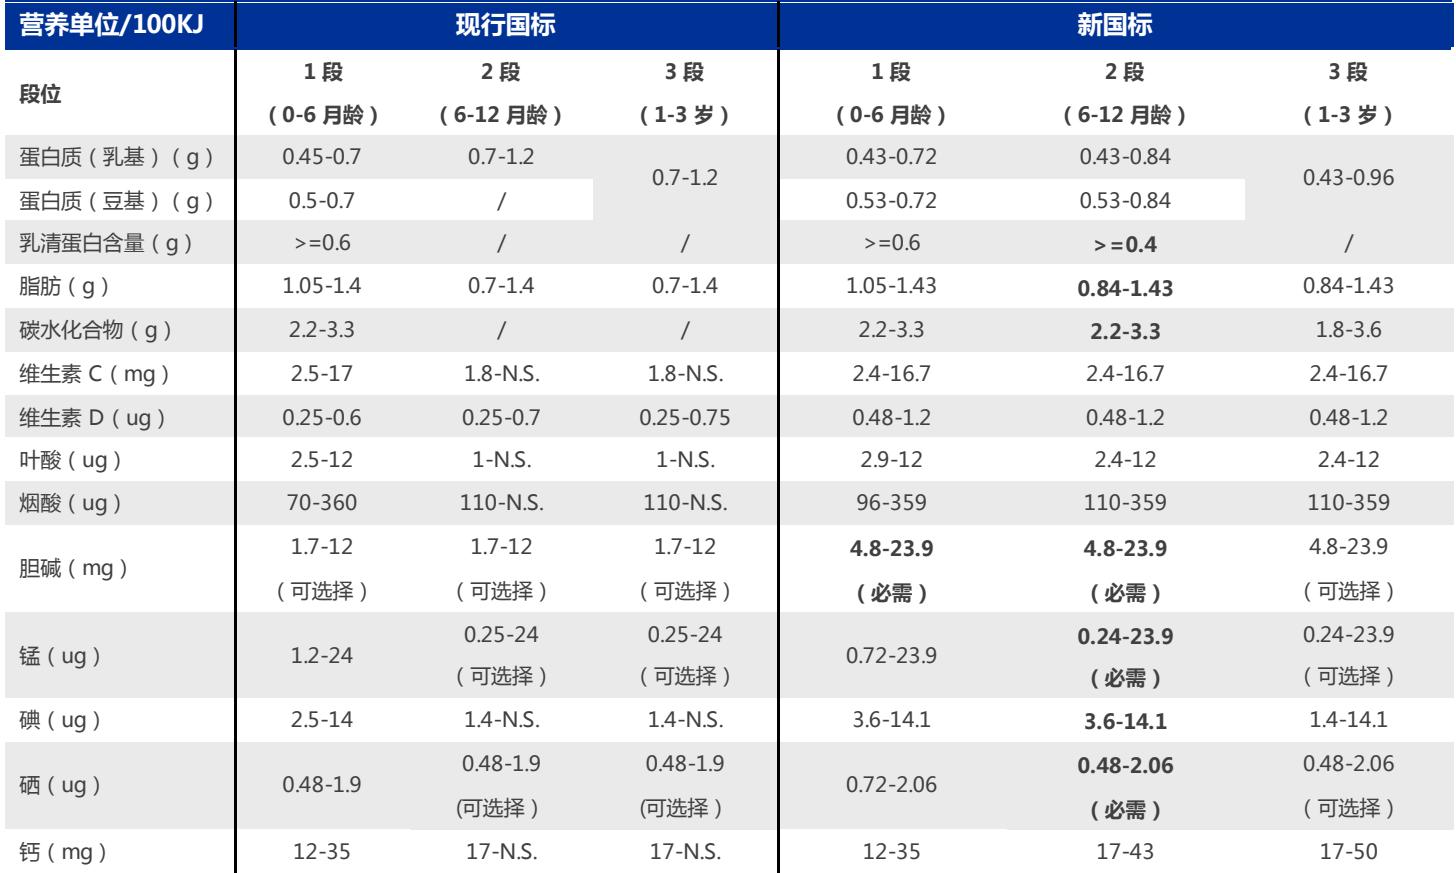 营养单位/100KJ 现行国标 新国标
段位 1 段 2 段 3 段 1 段 2 段 3 段
（0-6 月龄） （6-12 月龄） （1-3 岁） （0-6 月龄） （6-12 月龄） （1-3 岁）
蛋白质（乳基）（g） 0.45-0.7 0.7-1.2 0.7-1.2 0.43-0.72 0.43-0.84 0.43-0.96
蛋白质（豆基）（g） 0.5-0.7 / 0.53-0.72 0.53-0.84
乳清蛋白含量（g） >=0.6 / / >=0.6 >=0.4 /
脂肪（g） 1.05-1.4 0.7-1.4 0.7-1.4 1.05-1.43 0.84-1.43 0.84-1.43
碳水化合物（g） 2.2-3.3 / / 2.2-3.3 2.2-3.3 1.8-3.6
维生素 C（mg） 2.5-17 1.8-N.S. 1.8-N.S. 2.4-16.7 2.4-16.7 2.4-16.7
维生素 D（ug） 0.25-0.6 0.25-0.7 0.25-0.75 0.48-1.2 0.48-1.2 0.48-1.2
叶酸（ug） 2.5-12 1-N.S. 1-N.S. 2.9-12 2.4-12 2.4-12
烟酸（ug） 70-360 110-N.S. 110-N.S. 96-359 110-359 110-359
胆碱（mg） 1.7-12 1.7-12 1.7-12 4.8-23.9 4.8-23.9 4.8-23.9
（可选择） （可选择） （可选择） （必需） （必需） （可选择）
锰（ug） 1.2-24 0.25-24 0.25-24 0.72-23.9 0.24-23.9 0.24-23.9
（可选择） （可选择） （必需） （可选择）
碘（ug） 2.5-14 1.4-N.S. 1.4-N.S. 3.6-14.1 3.6-14.1 1.4-14.1
硒（ug） 0.48-1.9 0.48-1.9 0.48-1.9 0.72-2.06 0.48-2.06 0.48-2.06
(可选择） (可选择） （必需） （可选择）
钙（mg） 12-35 17-N.S. 17-N.S. 12-35 17-43 17-50